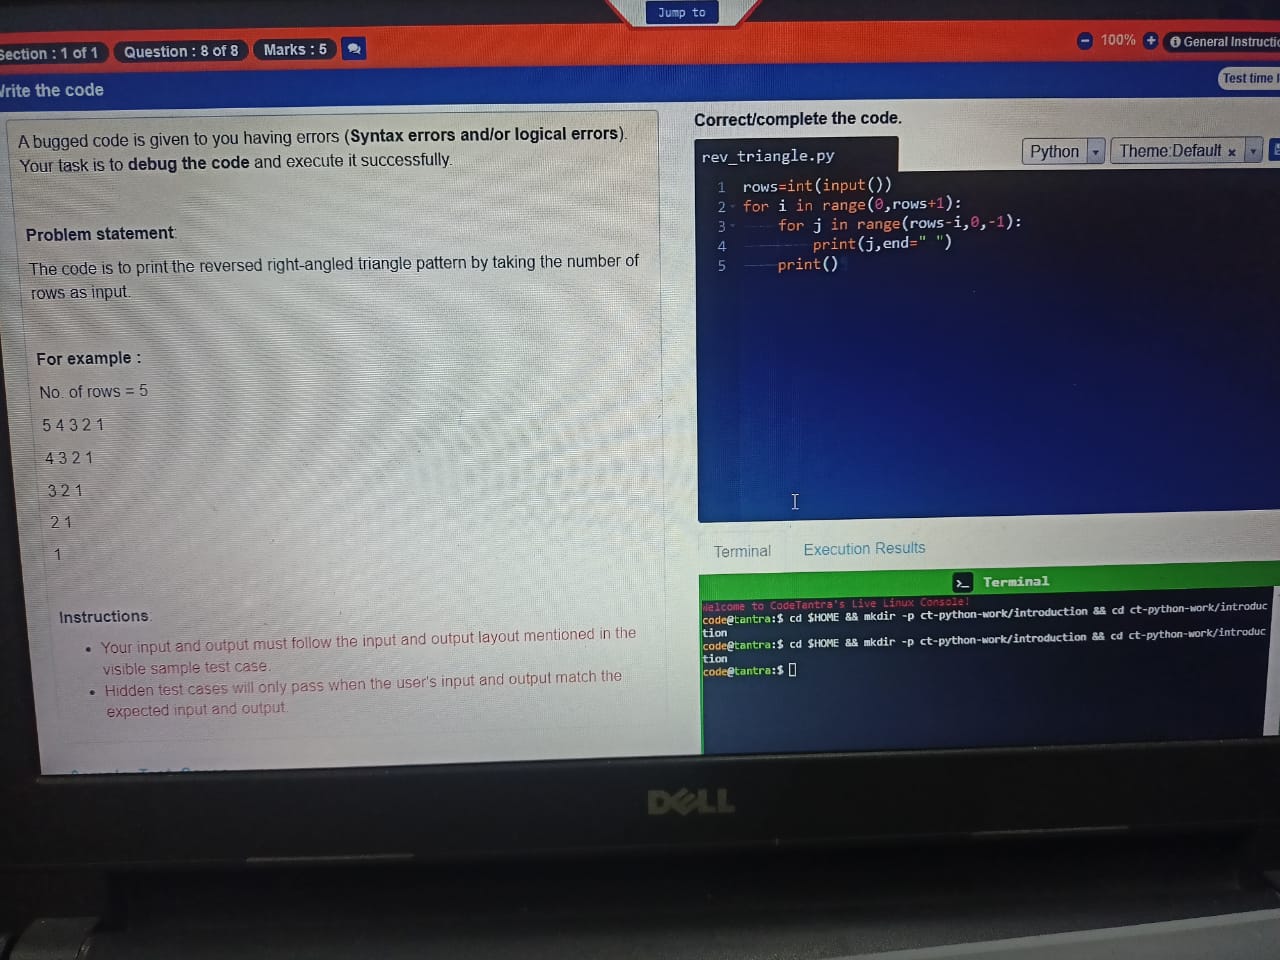 Jump to
Section : 1 of 1
Question : 8 of 8
Marks : 5
100%
General
Write the code
Test time
A bugged code is given to you having errors (Syntax errors and/or logical errores).
Your task is to debug the code and execute it successfully.
Problem statement:
The code is to print the reversed right-angled triangle pattern by taking the number of
rows as input.
For example :
No. of rows = 5
5 4 3 2 1
4 3 2 1
3 2 1
2 1
1
Instructions:
• Your input and output must follow the input and output layout mentioned in the
visible sample test case.
• Hidden test cases will only pass when the user's input and output match the
expected input and output.
Correct/complete the code.
rev_triangle.py
Python
Theme:Default ×
1 rows=int(input())
2 for i in range(0,rows+1):
3 for j in range(rows-i,0,-1):
4 print(j,end=" ")
5 print()
Terminal
Execution Results
>_ Terminal
Welcome to CodeTantra's Live Linux Console!
code@tantra:$ cd $HOME && mkdir -p ct-python-work/introduction && cd ct-python-work/introduc
tion
code@tantra:$ cd $HOME && mkdir -p ct-python-work/introduction && cd ct-python-work/introduc
tion
code@tantra:$
DELL